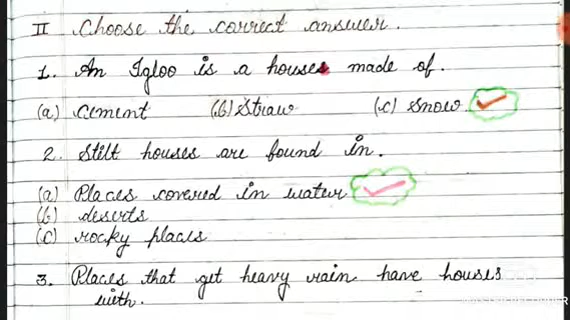 II Choose the correct answer.
1. An Igloo is a house made of.
(a) Cement (b) Straw (c) Snow
2. Stilt houses are found in.
(a) Places covered in water
(b) deserts
(c) rocky places
3. Places that get heavy rain have houses
with.